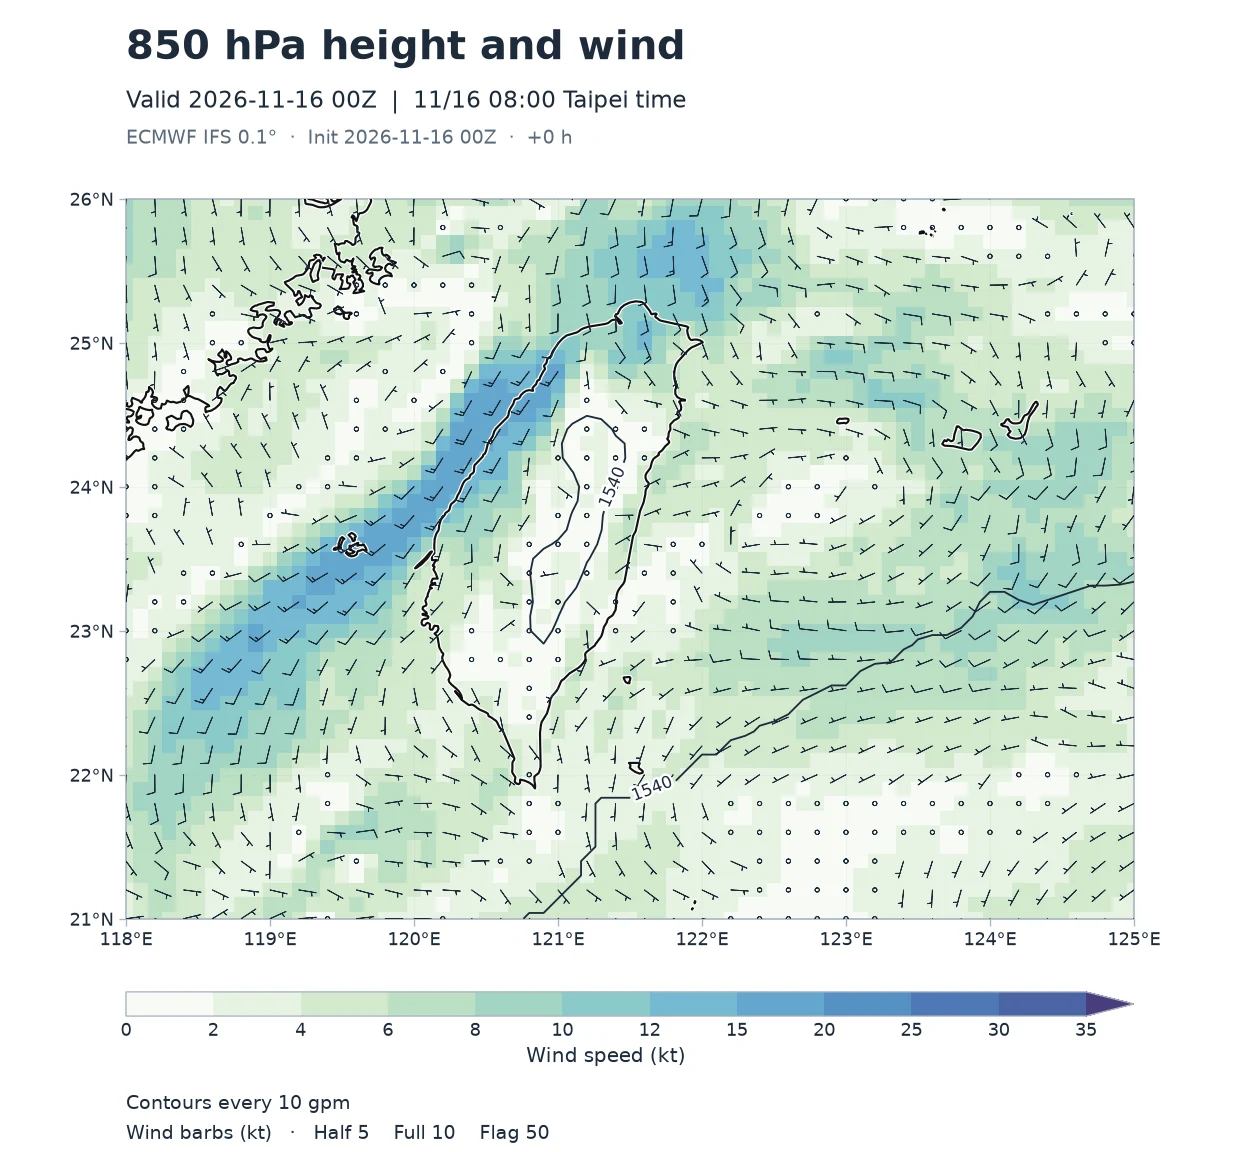 850 hPa height and wind
Valid 2026-11-16 00Z | 11/16 08:00 Taipei time
ECMWF IFS 0.1° · Init 2026-11-16 00Z · +0 h
26°N
25°N
24°N
23°N
22°N
21°N
1540
1540
118°E 119°E 120°E 121°E 122°E 123°E 124°E 125°E
0 2 4 6 8 10 12 15 20 25 30 35
Wind speed (kt)
Contours every 10 gpm
Wind barbs (kt) · Half 5 Full 10 Flag 50